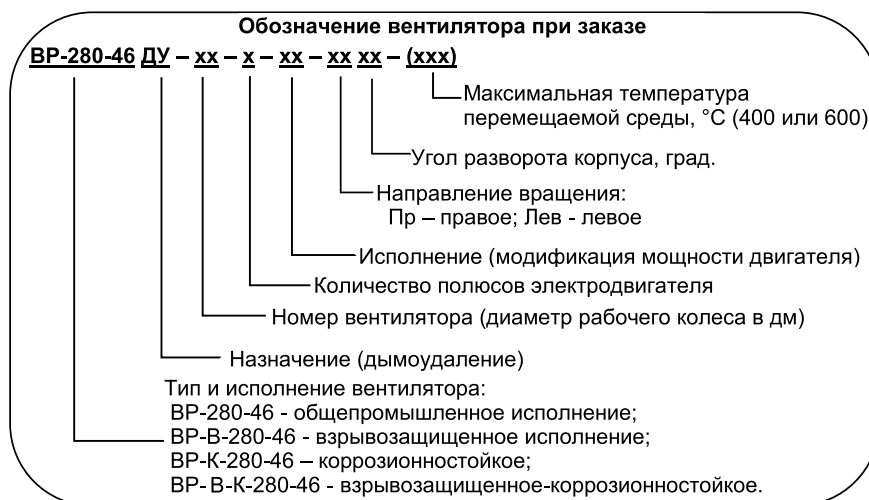 Обозначение вентилятора при заказе
ВР-280-46 ДУ – хх – х – хх – хх хх – (ххх)
Максимальная температура
перемещаемой среды, °С (400 или 600)
Угол разворота корпуса, град.
Направление вращения:
Пр – правое; Лев - левое
Исполнение (модификация мощности двигателя)
Количество полюсов электродвигателя
Номер вентилятора (диаметр рабочего колеса в дм)
Назначение (дымоудаление)
Тип и исполнение вентилятора:
ВР-280-46 - общепромышленное исполнение;
ВР-В-280-46 - взрывозащищенное исполнение;
ВР-К-280-46 – коррозионностойкое;
ВР-В-К-280-46 - взрывозащищенное-коррозионностойкое.